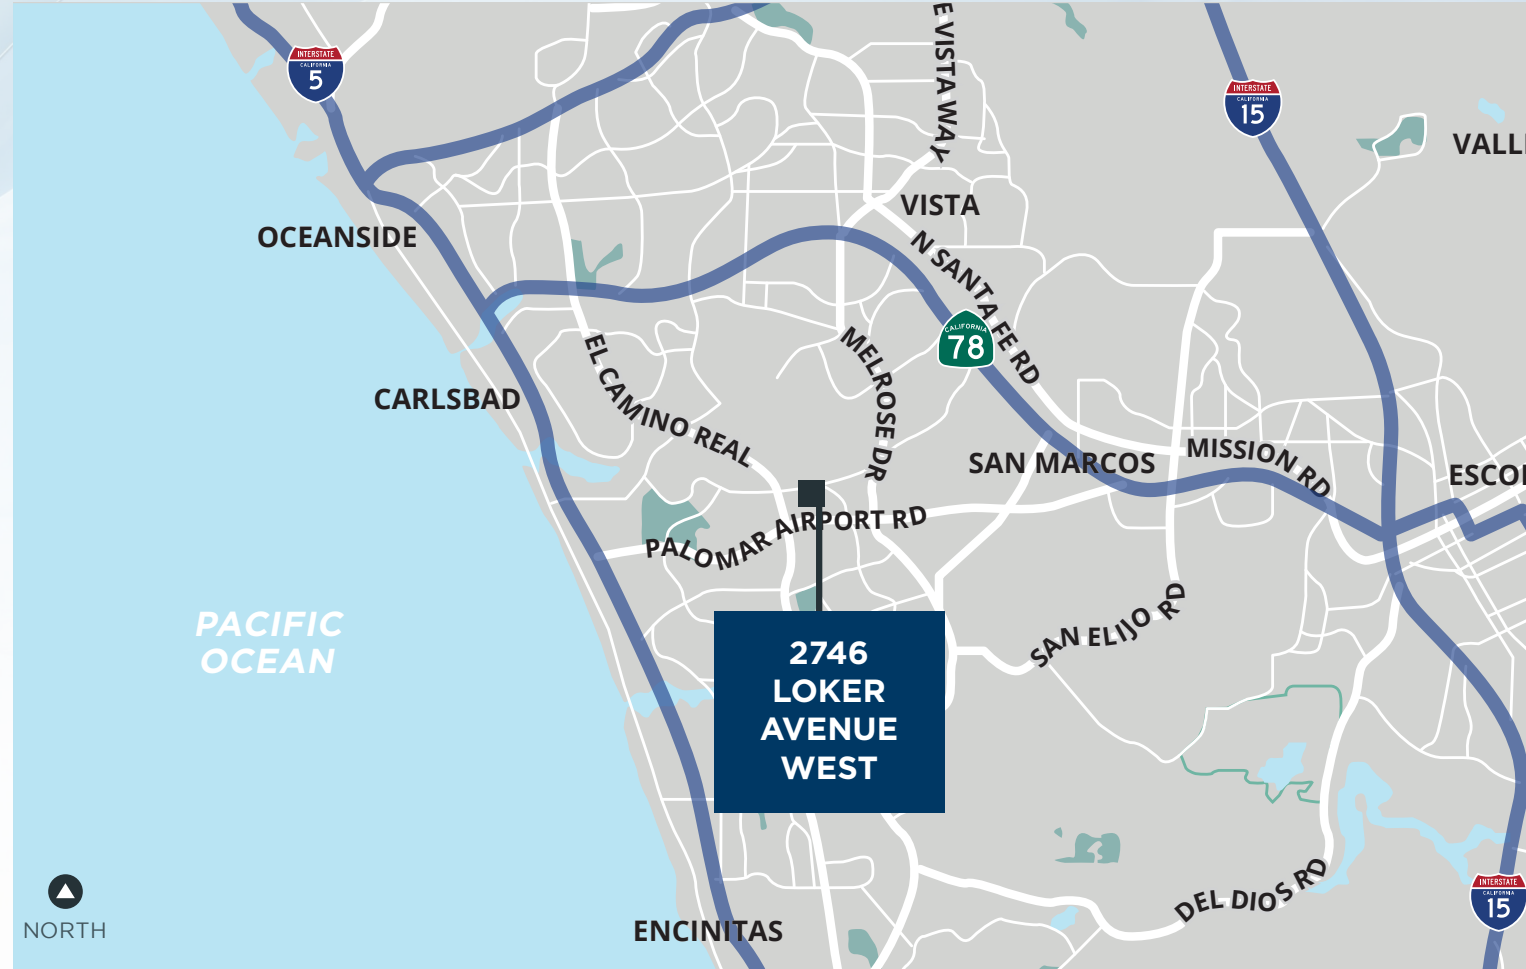 E VISTA WAY
INTERSTATE
CALIFORNIA
5
INTERSTATE
CALIFORNIA
15
VALL
VISTA
OCEANSIDE
N SANTA FE RD
CALIFORNIA
78
EL CAMINO REAL
MELROSE DR
CARLSBAD
SAN MARCOS
MISSION RD
ESCO
PALOMAR AIRPORT RD
SAN ELIJO RD
PACIFIC
OCEAN
2746
LOKER
AVENUE
WEST
DEL DIOS RD
INTERSTATE
CALIFORNIA
15
NORTH
ENCINITAS